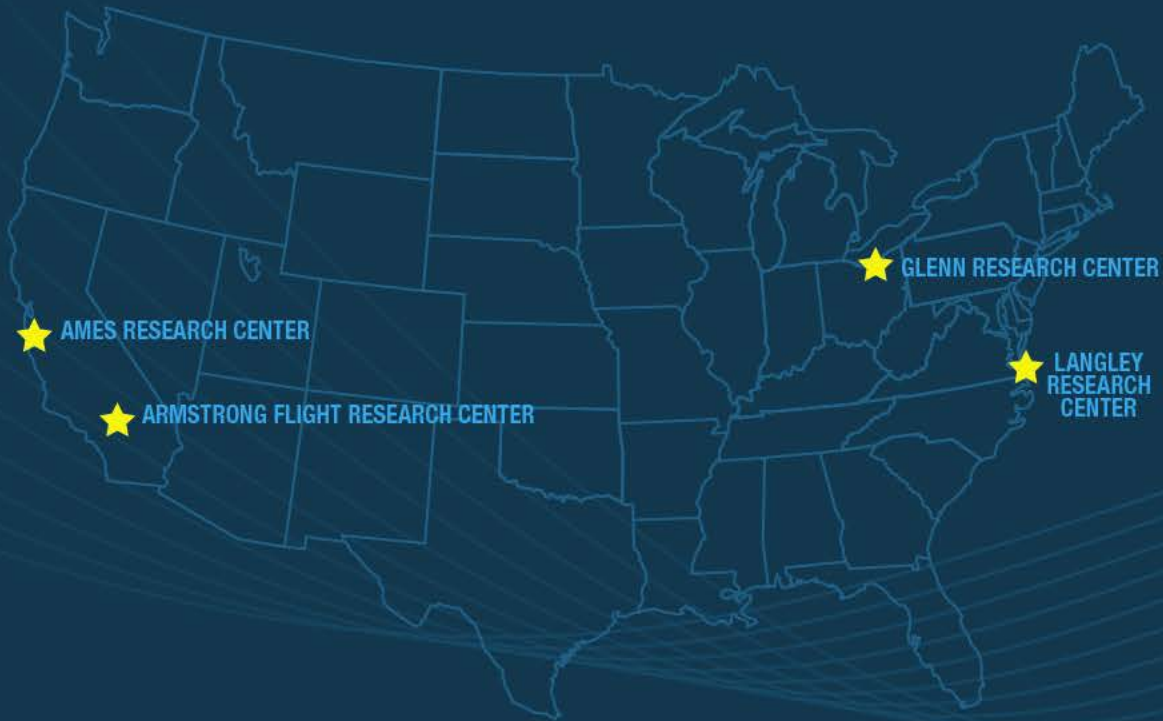 GLENN RESEARCH CENTER
AMES RESEARCH CENTER
LANGLEY
RESEARCH
CENTER
ARMSTRONG FLIGHT RESEARCH CENTER